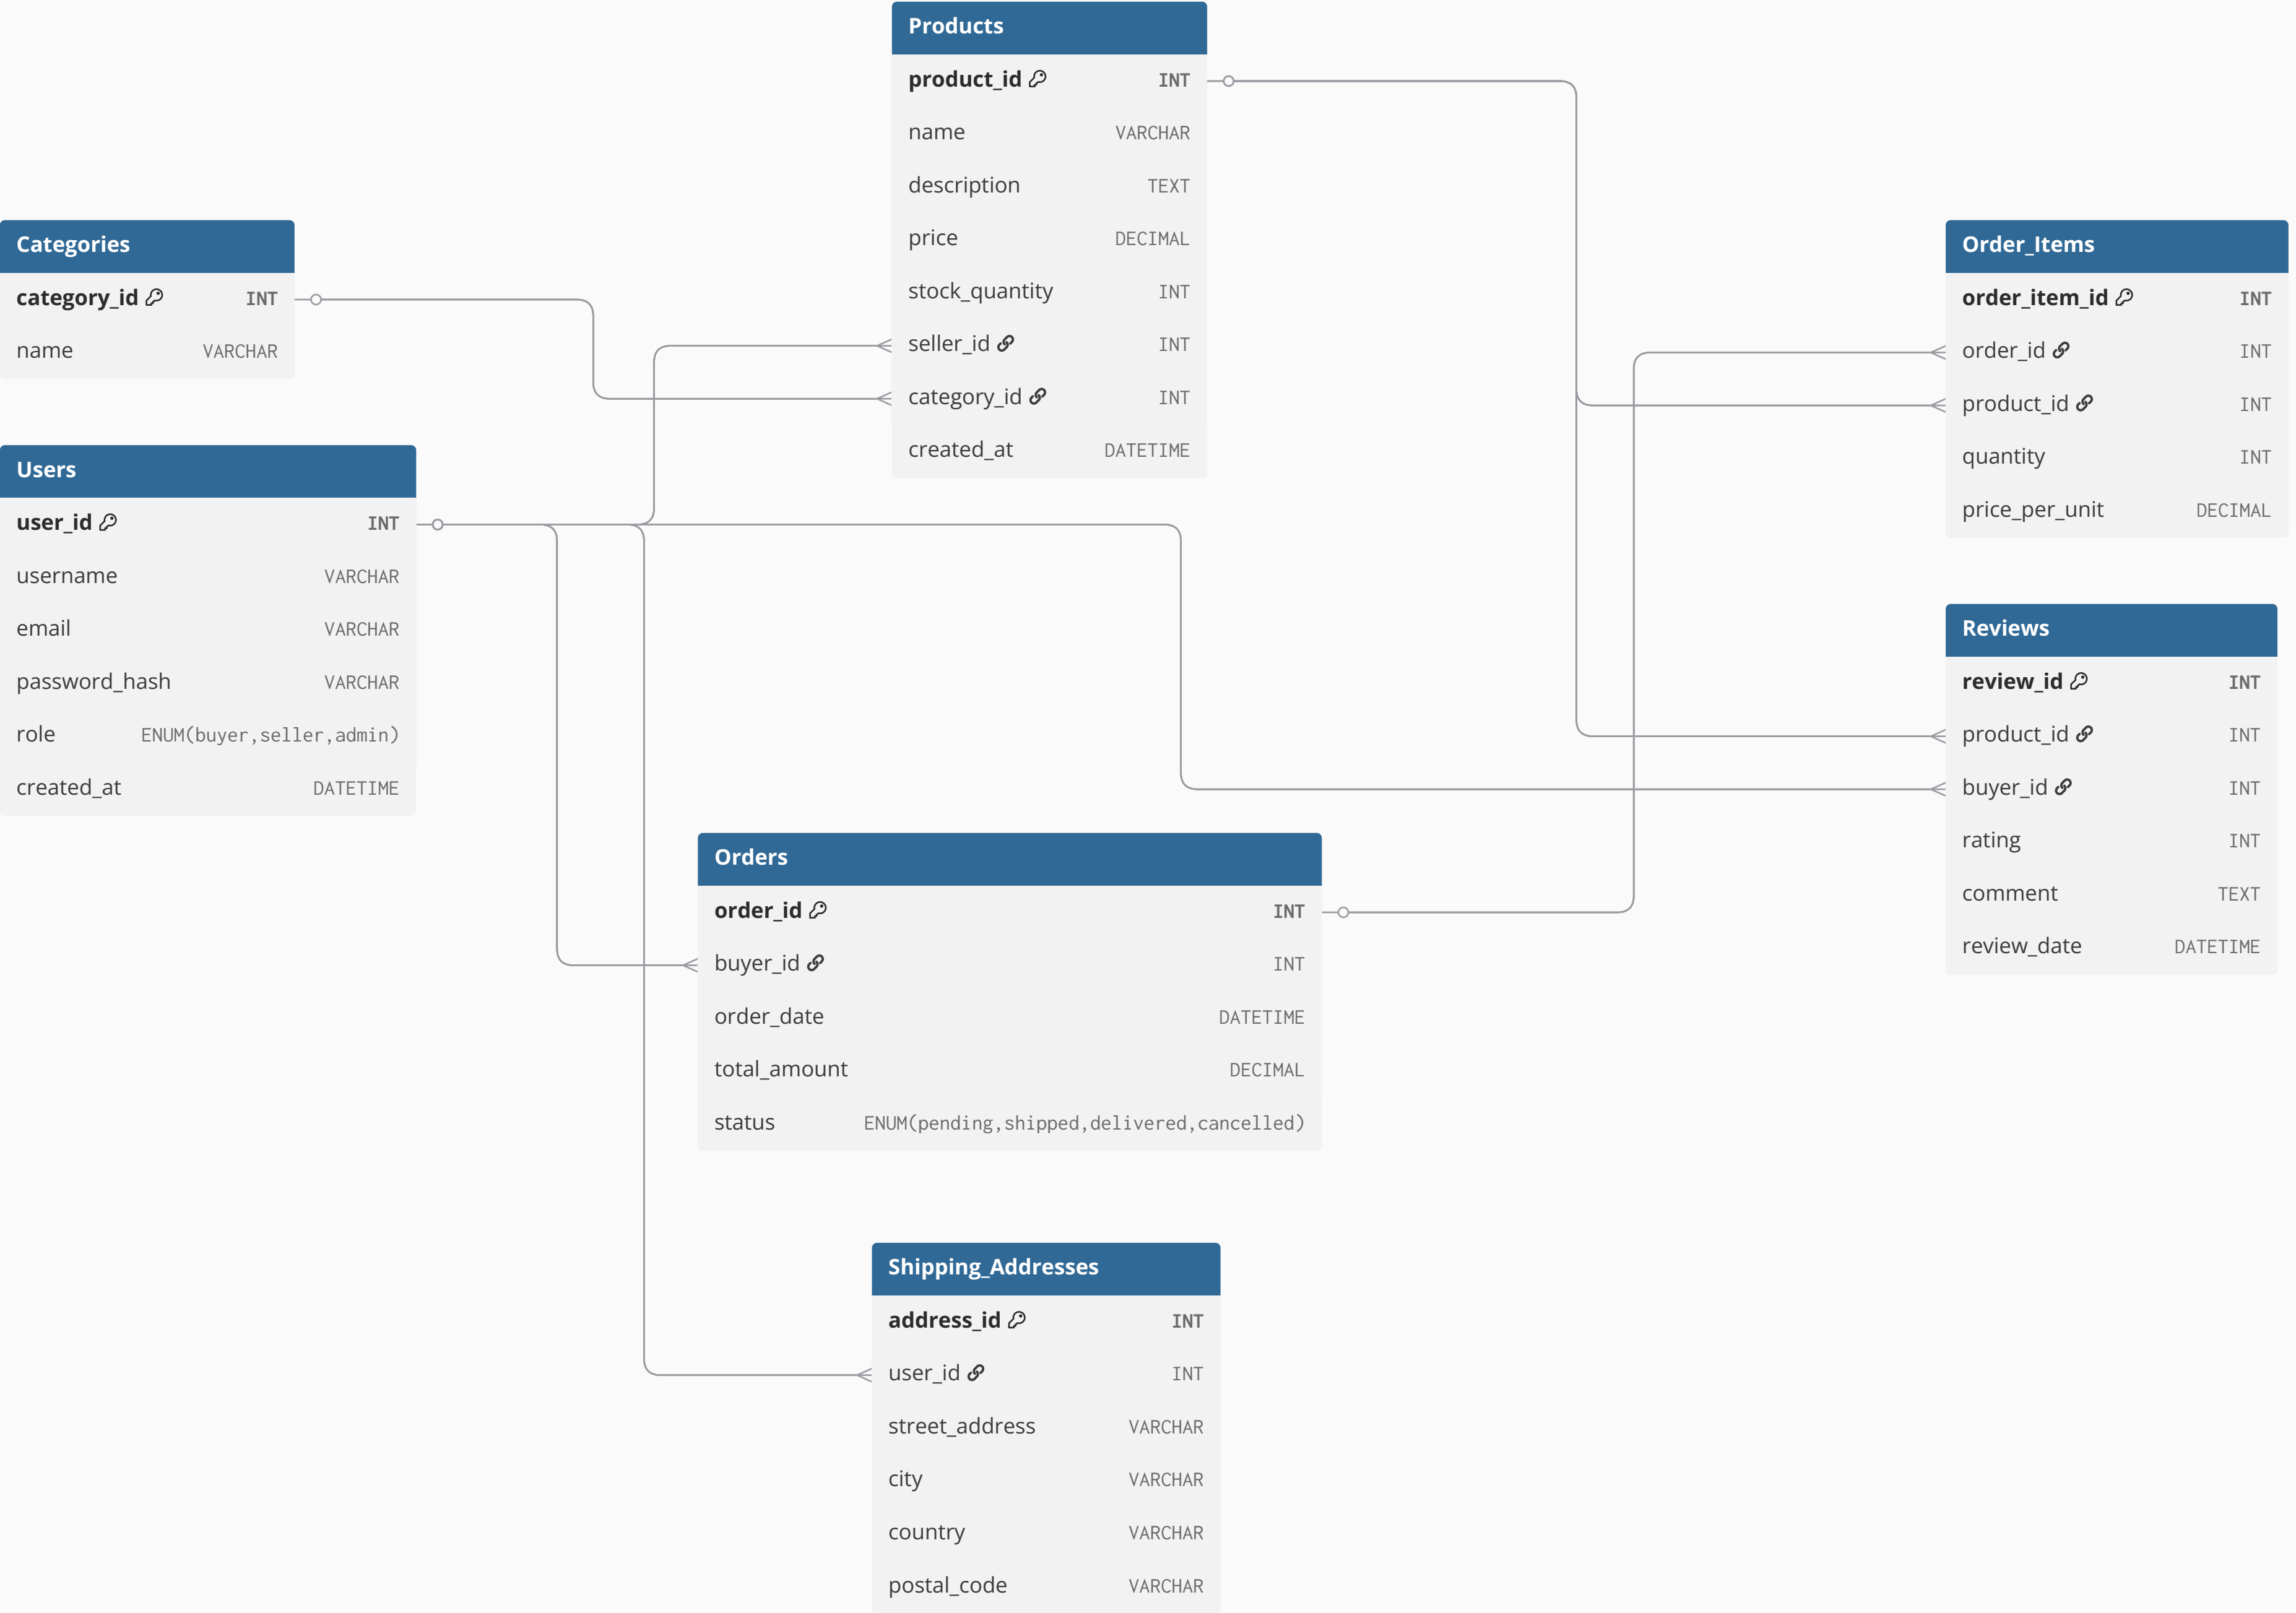 Products
product_id INT
name VARCHAR
description TEXT
price DECIMAL
stock_quantity INT
seller_id INT
category_id INT
created_at DATETIME
Categories
category_id INT
name VARCHAR
Users
user_id INT
username VARCHAR
email VARCHAR
password_hash VARCHAR
role ENUM(buyer,seller,admin)
created_at DATETIME
Order_Items
order_item_id INT
order_id INT
product_id INT
quantity INT
price_per_unit DECIMAL
Reviews
review_id INT
product_id INT
buyer_id INT
rating INT
comment TEXT
review_date DATETIME
Orders
order_id INT
buyer_id INT
order_date DATETIME
total_amount DECIMAL
status ENUM(pending,shipped,delivered,cancelled)
Shipping_Addresses
address_id INT
user_id INT
street_address VARCHAR
city VARCHAR
country VARCHAR
postal_code VARCHAR